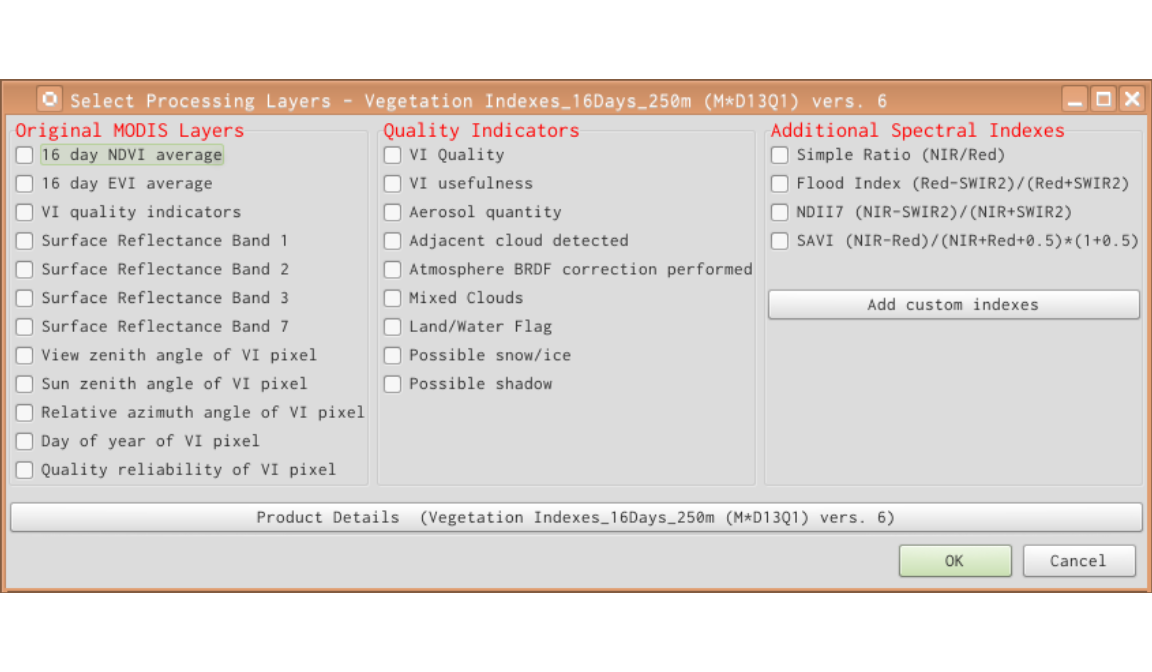 Select Processing Layers - Vegetation Indexes_16Days_250m (M*D13Q1) vers. 6
Original MODIS Layers
16 day NDVI average
16 day EVI average
VI quality indicators
Surface Reflectance Band 1
Surface Reflectance Band 2
Surface Reflectance Band 3
Surface Reflectance Band 7
View zenith angle of VI pixel
Sun zenith angle of VI pixel
Relative azimuth angle of VI pixel
Day of year of VI pixel
Quality reliability of VI pixel
Quality Indicators
VI Quality
VI usefulness
Aerosol quantity
Adjacent cloud detected
Atmosphere BRDF correction performed
Mixed Clouds
Land/Water Flag
Possible snow/ice
Possible shadow
Additional Spectral Indexes
Simple Ratio (NIR/Red)
Flood Index (Red-SWIR2)/(Red+SWIR2)
NDII7 (NIR-SWIR2)/(NIR+SWIR2)
SAVI (NIR-Red)/(NIR+Red+0.5)*(1+0.5)
Add custom indexes
Product Details (Vegetation Indexes_16Days_250m (M*D13Q1) vers. 6)
OK
Cancel